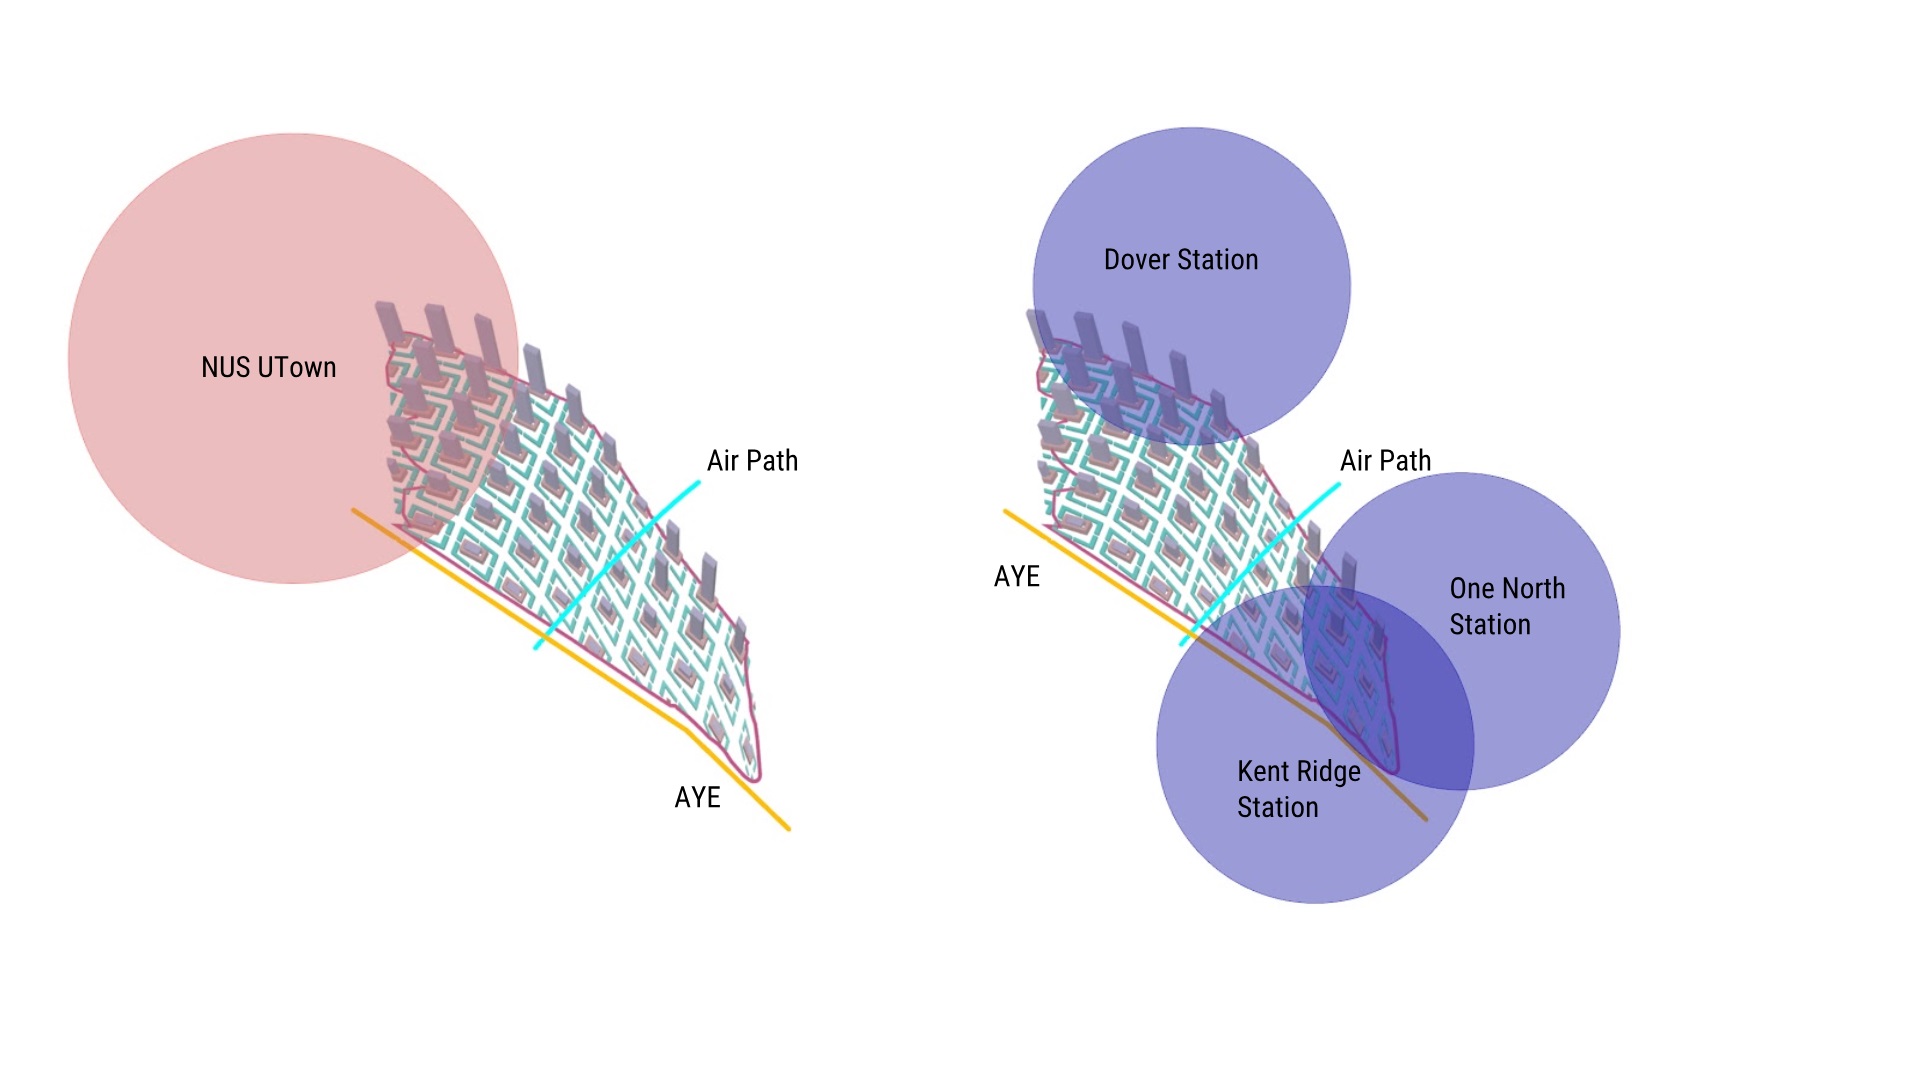 NUS UTown
Air Path
AYE
Dover Station
Air Path
AYE
One North
Station
Kent Ridge
Station